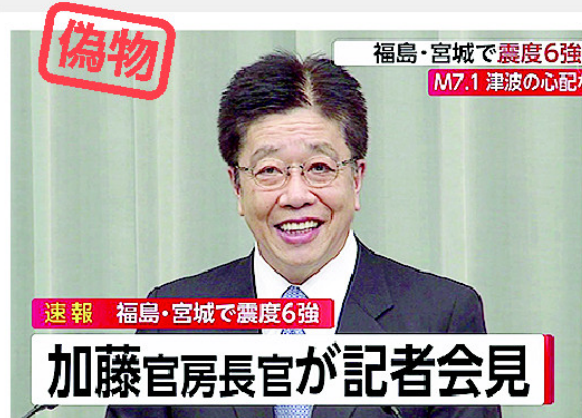 偽物
福島・宮城で震度6強
M7.1 津波の心配
速報 福島・宮城で震度6強
加藤官房長官が記者会見